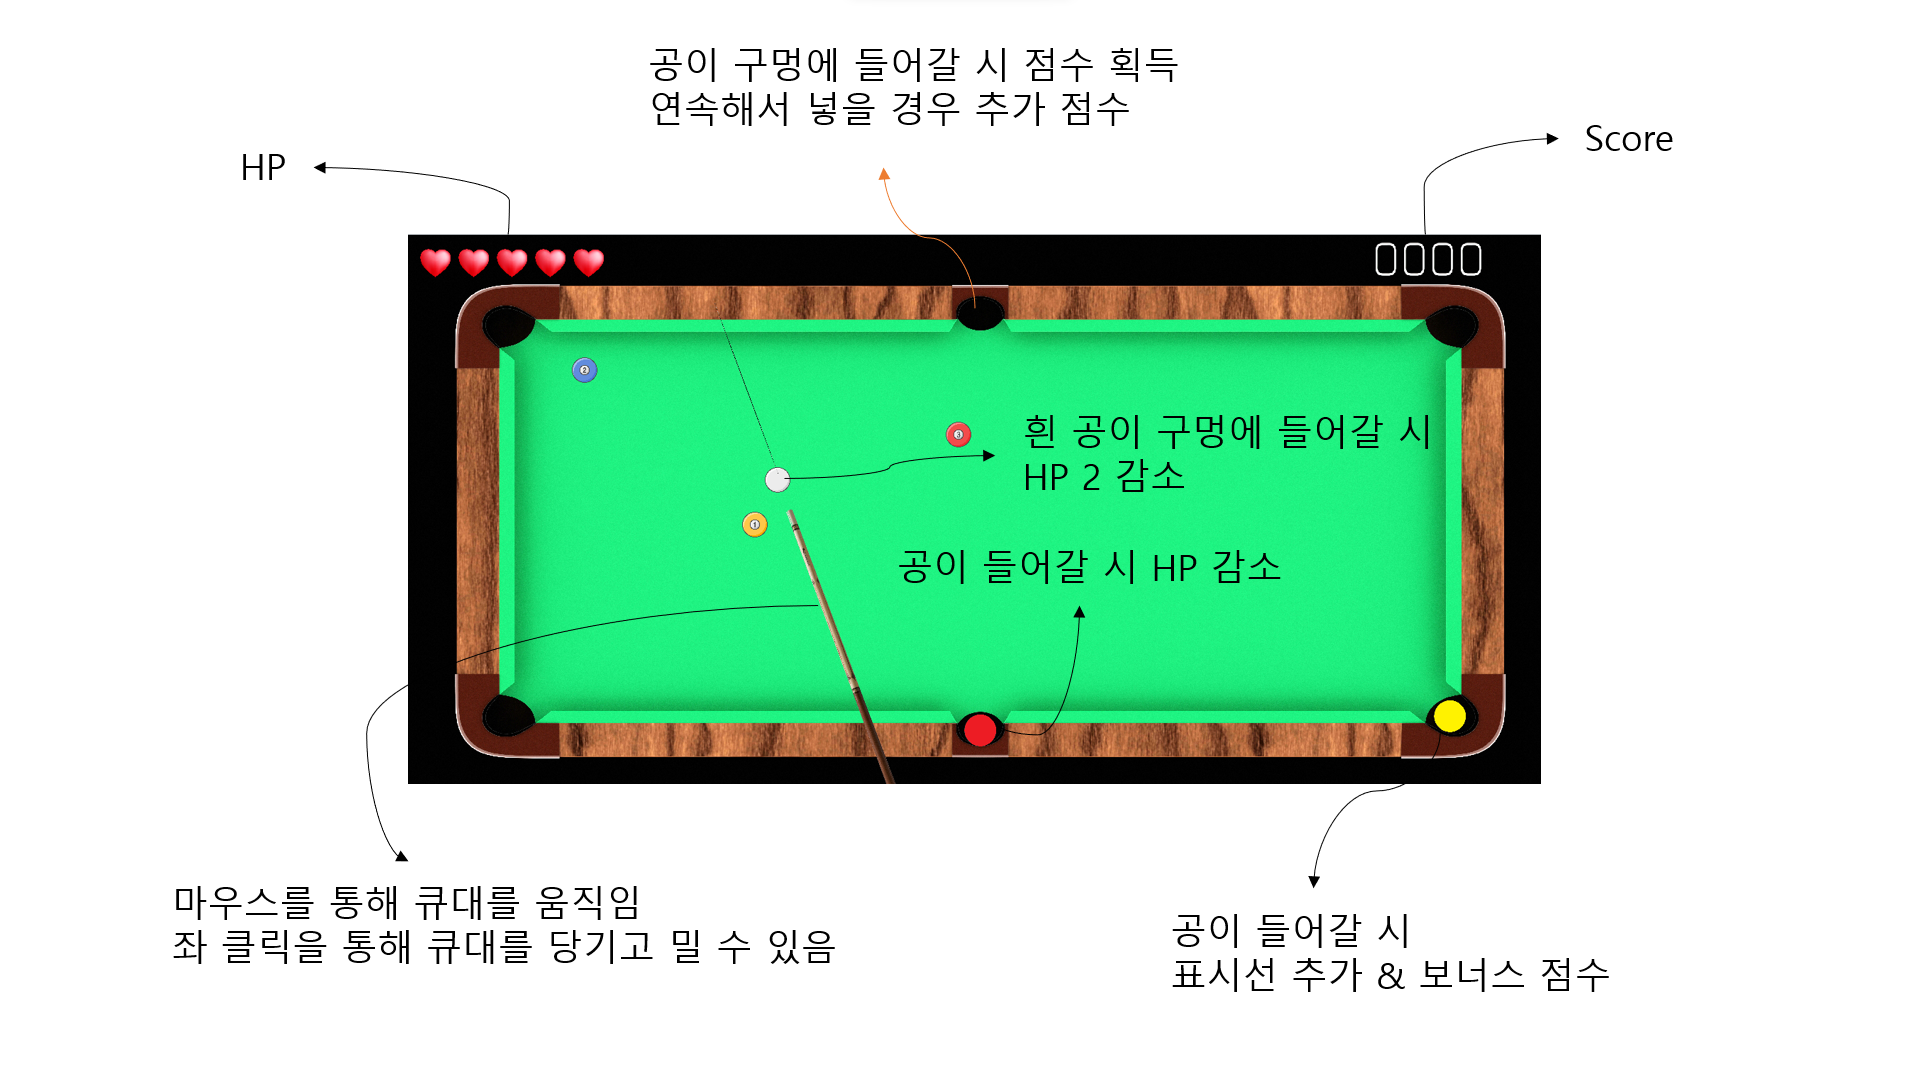 공이 구멍에 들어갈 시 점수 획득
연속해서 넣을 경우 추가 점수
HP
Score
0000
2
3
흰 공이 구멍에 들어갈 시
HP 2 감소
1
공이 들어갈 시 HP 감소
마우스를 통해 큐대를 움직임
좌 클릭을 통해 큐대를 당기고 밀 수 있음
공이 들어갈 시
표시선 추가 & 보너스 점수